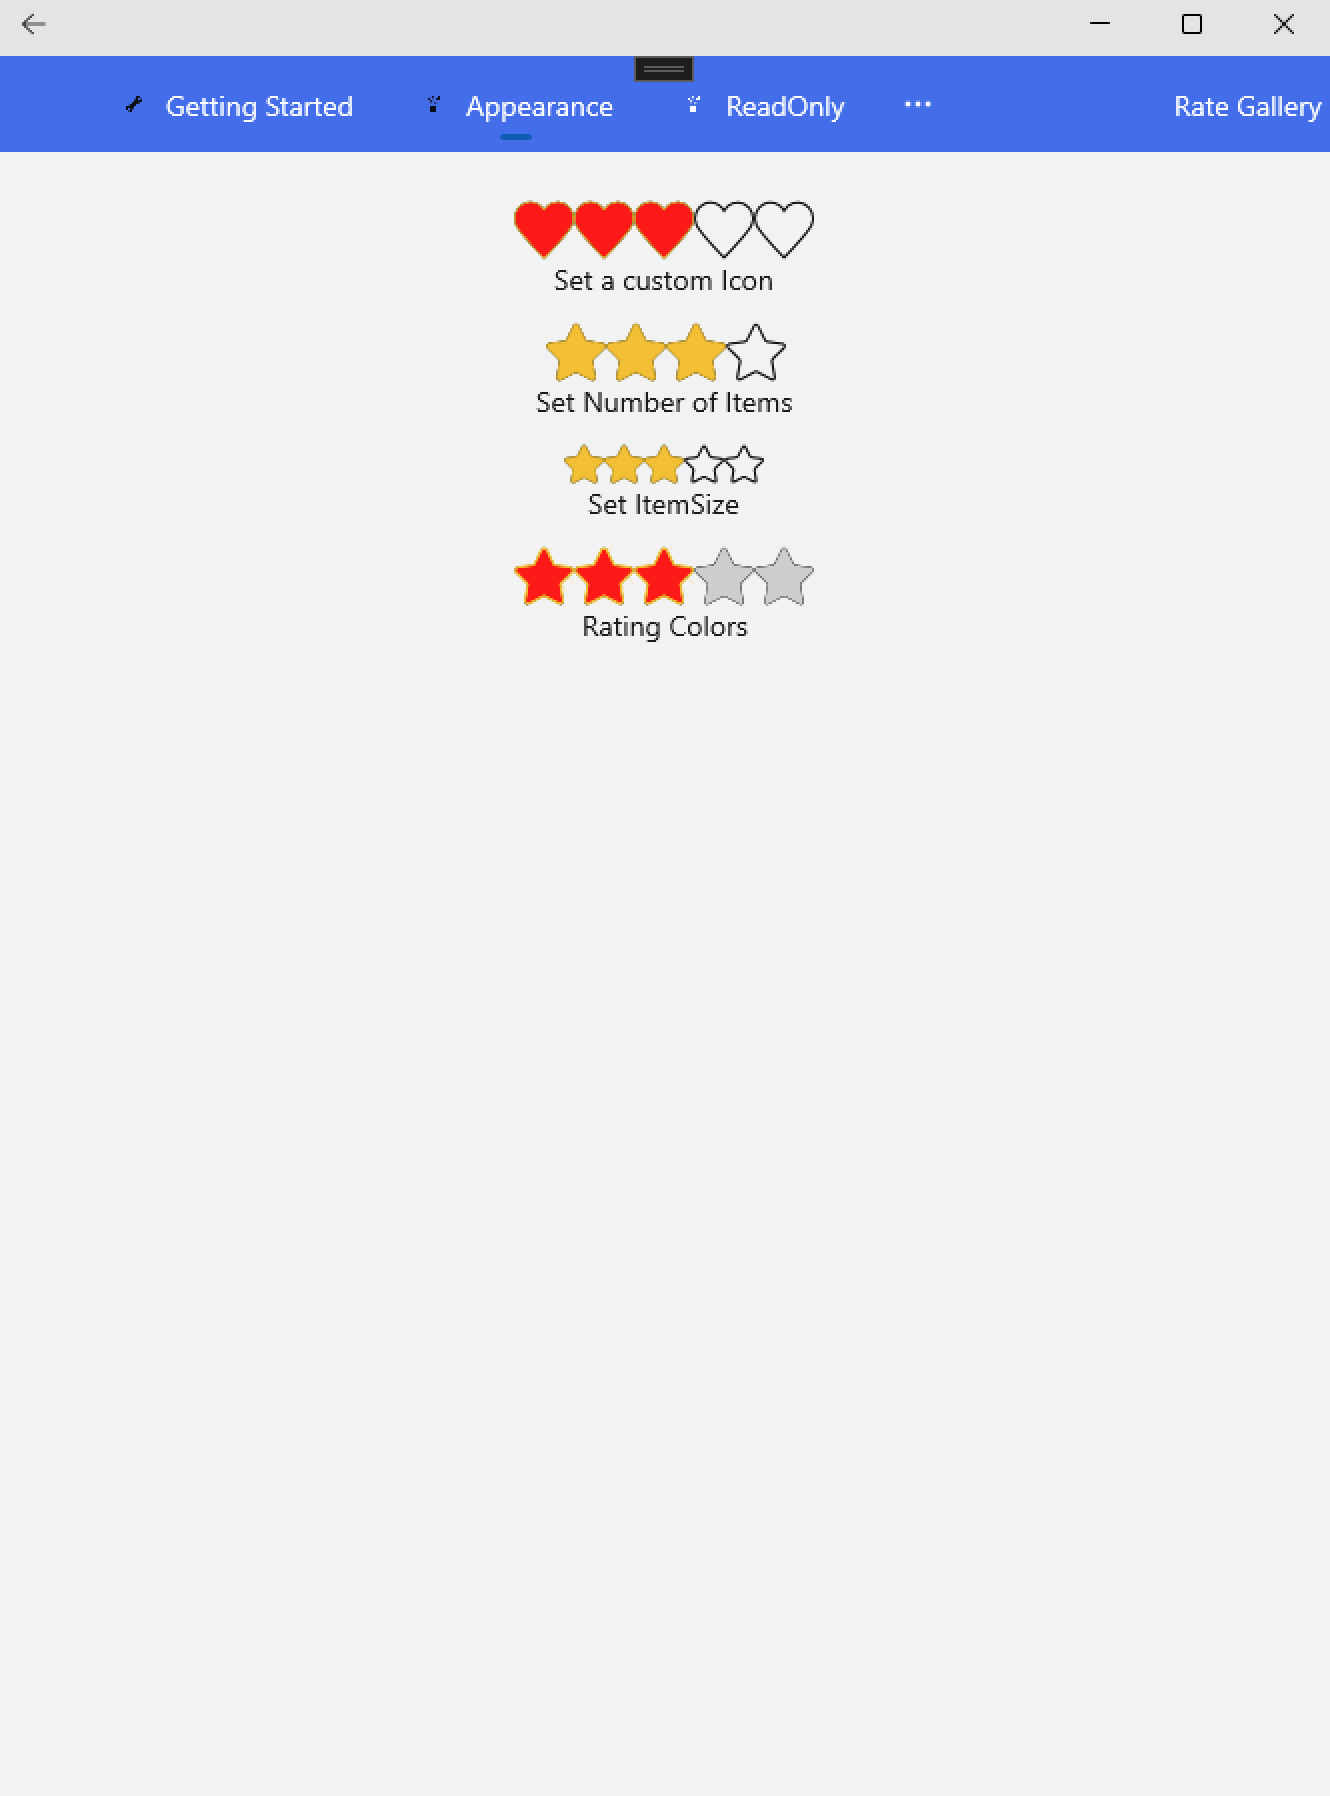 Getting Started Appearance ReadOnly ... Rate Gallery
Set a custom Icon
Set Number of Items
Set ItemSize
Rating Colors